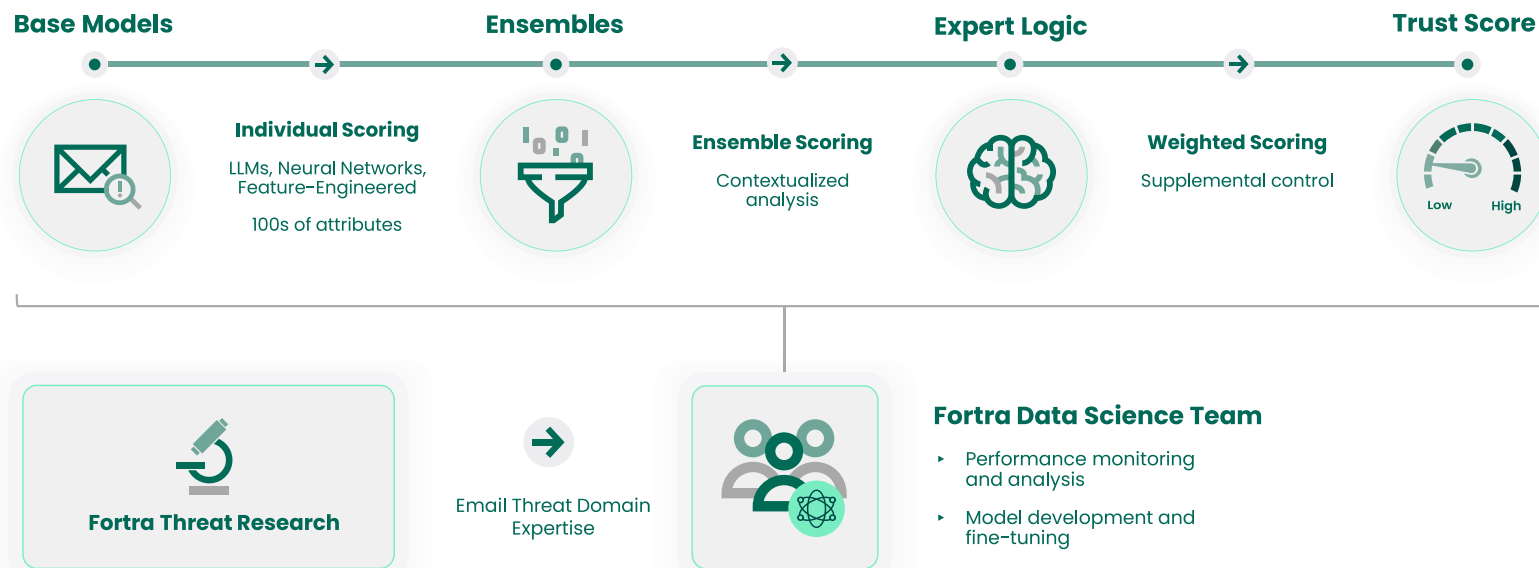 Base Models
Ensembles
Expert Logic
Trust Score
Individual Scoring
LLMs, Neural Networks,
Feature-Engineered
100s of attributes
Ensemble Scoring
Contextualized
analysis
Weighted Scoring
Supplemental control
Low
High
Fortra Threat Research
Email Threat Domain
Expertise
Fortra Data Science Team
‣ Performance monitoring
and analysis
‣ Model development and
fine-tuning